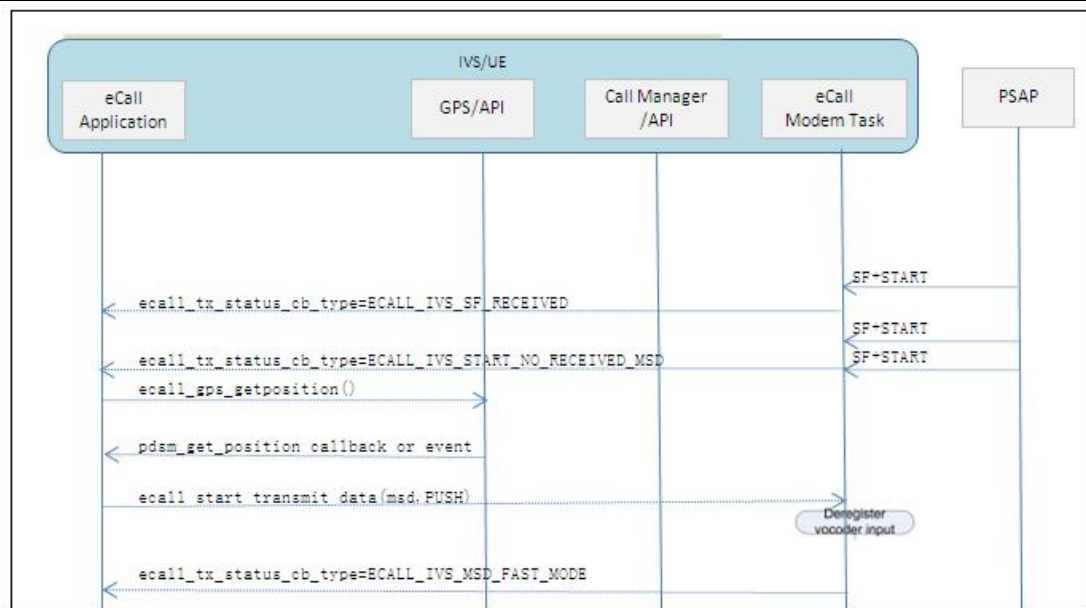 IVS/UE
eCall
Application
GPS/API
Call Manager
/API
eCall
Modem Task
PSAP
SF+START
ecall_tx_status_cb_type=ECALL_IVS_SF_RECEIVED
SF+START
ecall_tx_status_cb_type=ECALL_IVS_START_NO_RECEIVED_MSD
SF+START
ecall_gps_getposition()
pdsm_get_position callback or event
ecall_start_transmit_data(msd.PUSH)
Deregister
vocoder input
ecall_tx_status_cb_type=ECALL_IVS_MSD_FAST_MODE